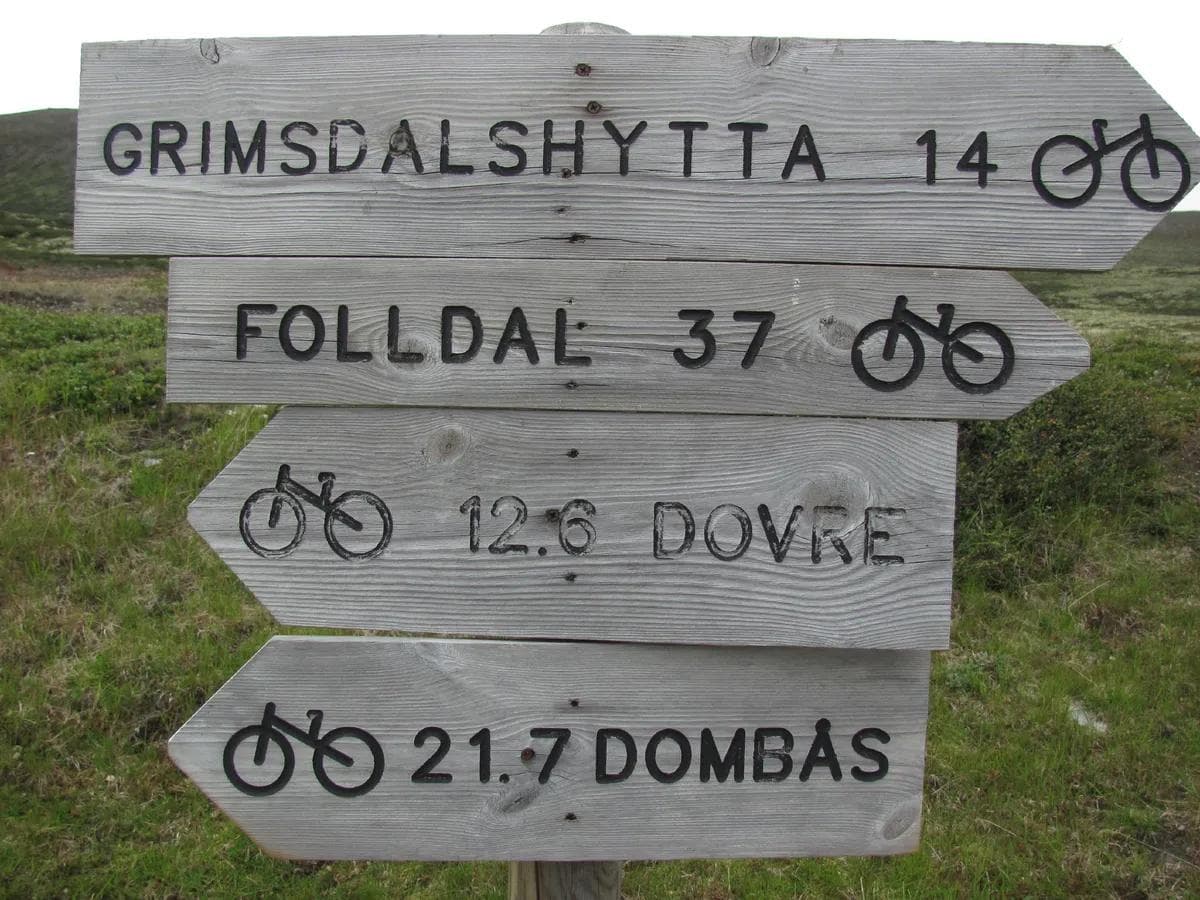 GRIMSDALSHYTTA 14
FOLLDAL 37
12.6 DOVRE
21.7 DOMBÅS